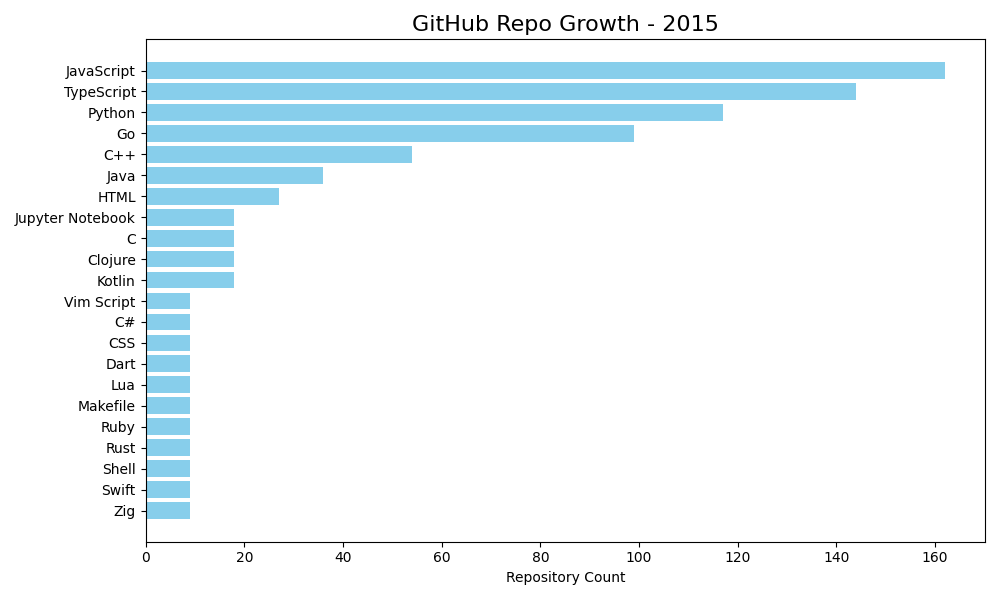 GitHub Repo Growth - 2015
JavaScript
TypeScript
Python
Go
C++
Java
HTML
Jupyter Notebook
C
Clojure
Kotlin
Vim Script
C#
CSS
Dart
Lua
Makefile
Ruby
Rust
Shell
Swift
Zig
0 20 40 60 80 100 120 140 160
Repository Count